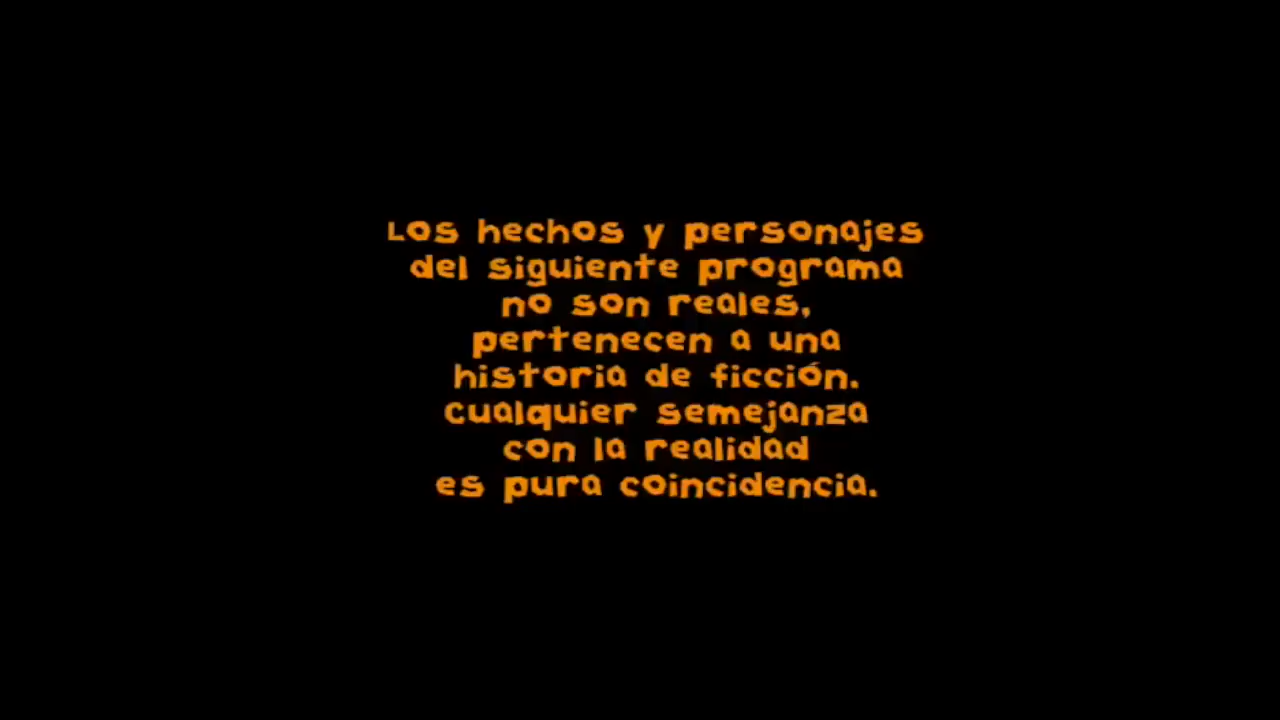 Los hechos y personajes
del siguiente programa
no son reales,
pertenecen a una
historia de ficción.
cualquier semejanza
con la realidad
es pura coincidencia.